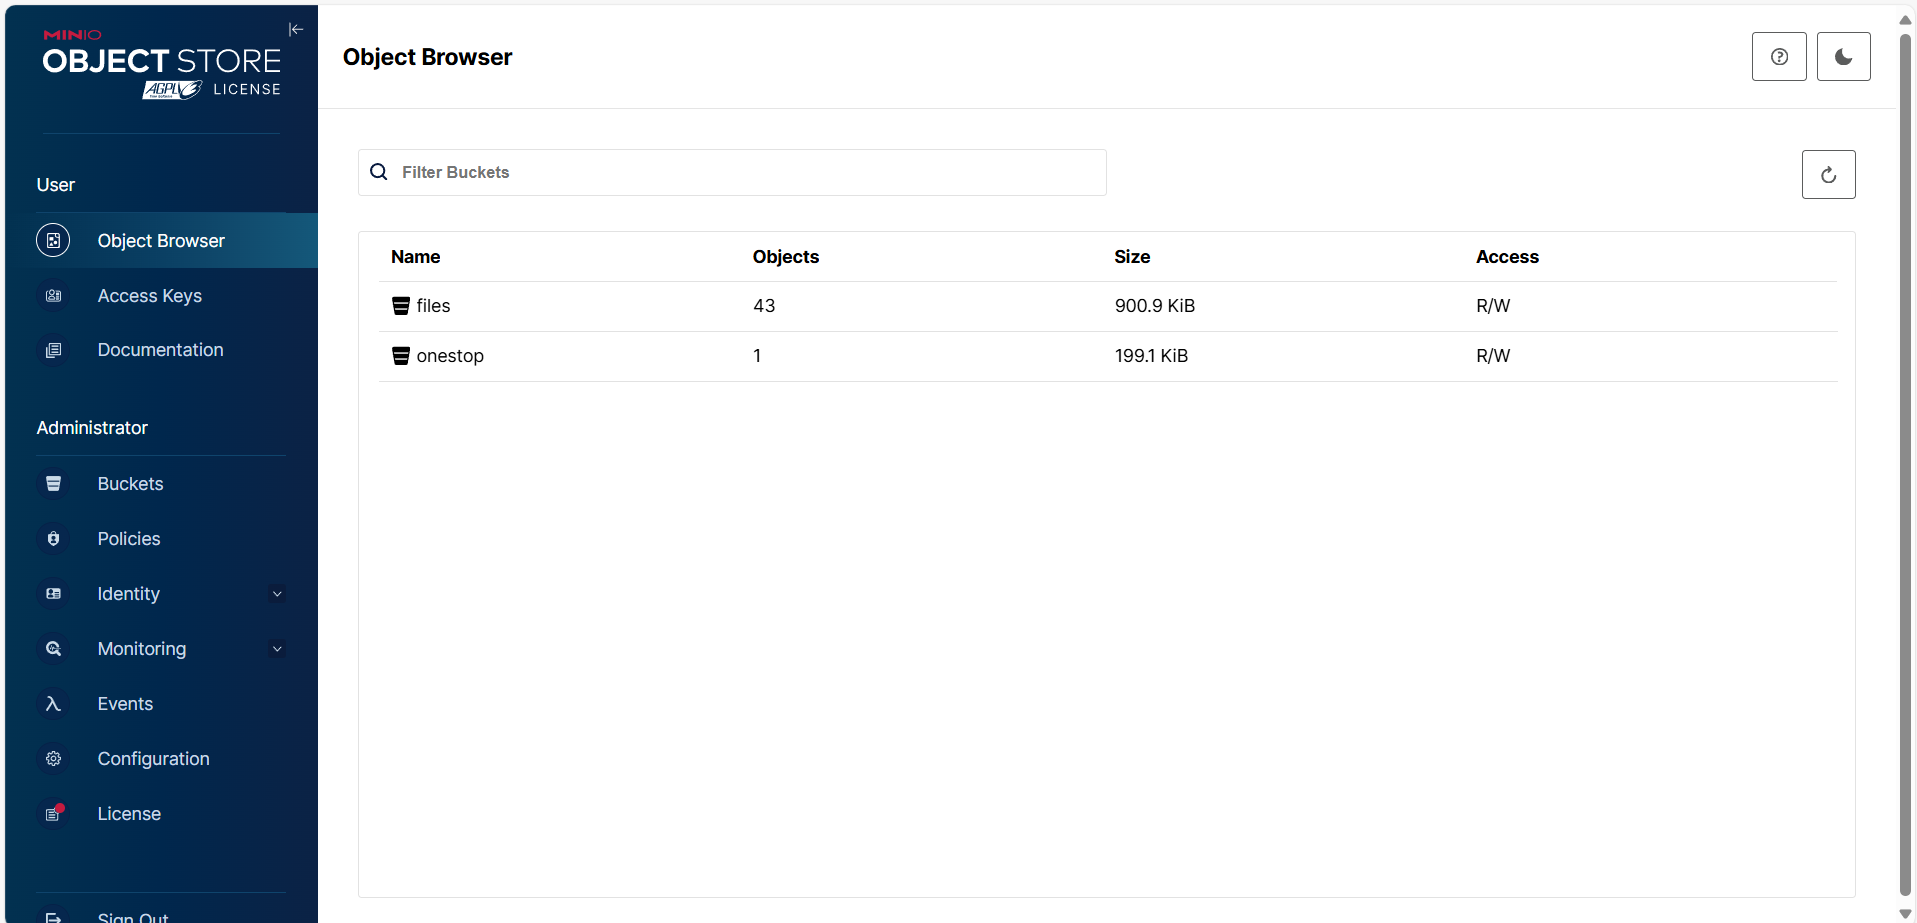 MINIO
OBJECT STORE
AGPLv3 LICENSE
User
Object Browser
Access Keys
Documentation
Administrator
Buckets
Policies
Identity
Monitoring
Events
Configuration
License
Sign Out
Object Browser
Filter Buckets
Name Objects Size Access
files 43 900.9 KiB R/W
onestop 1 199.1 KiB R/W